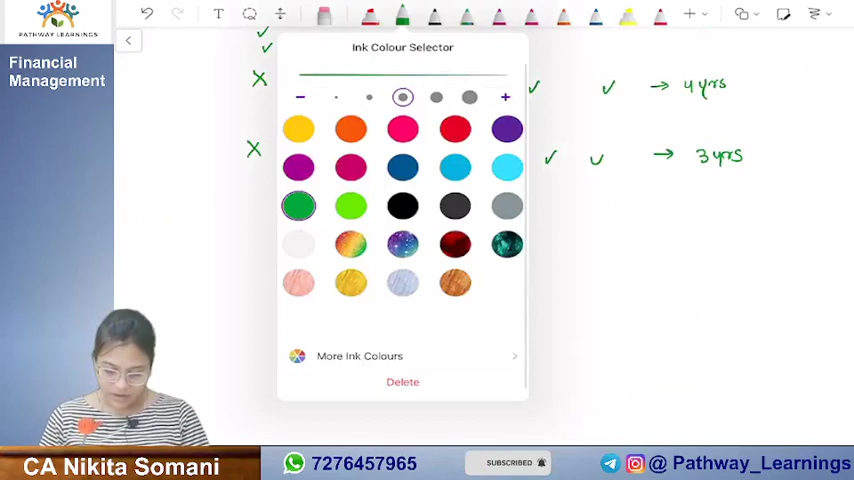 PATHWAY LEARNINGS
Financial
Management
T
Ink Colour Selector
X ✓ ✓ → 4 yrs
X ✓ ✓ → 3 yrs
More Ink Colours
Delete
CA Nikita Somani
7276457965
SUBSCRIBED
@ Pathway_Learnings